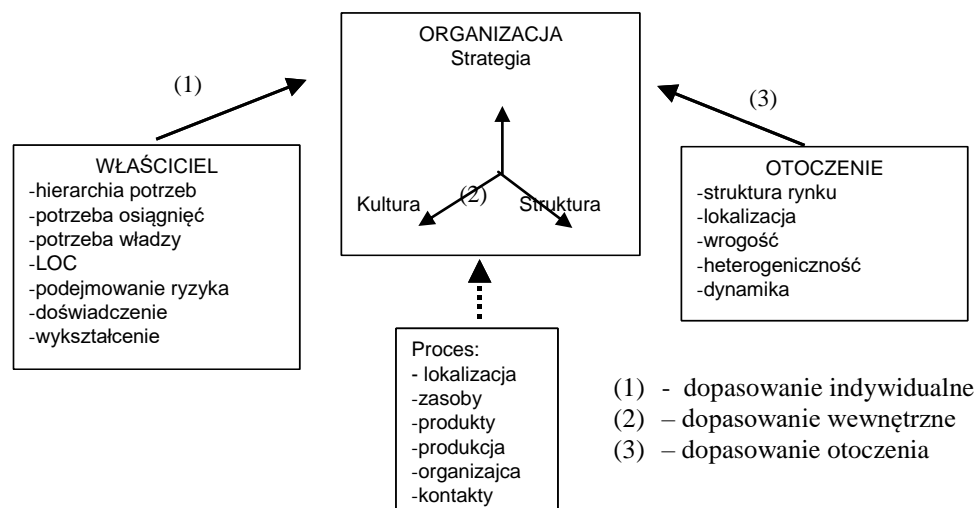 ORGANIZACJA
Strategia
(1)
(3)
WŁAŚCICIEL
-hierarchia potrzeb
-potrzeba osiągnięć
-potrzeba władzy
-LOC
-podejmowanie ryzyka
-doświadczenie
-wykształcenie
Kultura
(2)
Struktura
OTOCZENIE
-struktura rynku
-lokalizacja
-wrogość
-heterogeniczność
-dynamika
Proces:
- lokalizacja
-zasoby
-produkty
-produkcja
-organizajca
-kontakty
(1) - dopasowanie indywidualne
(2) – dopasowanie wewnętrzne
(3) – dopasowanie otoczenia